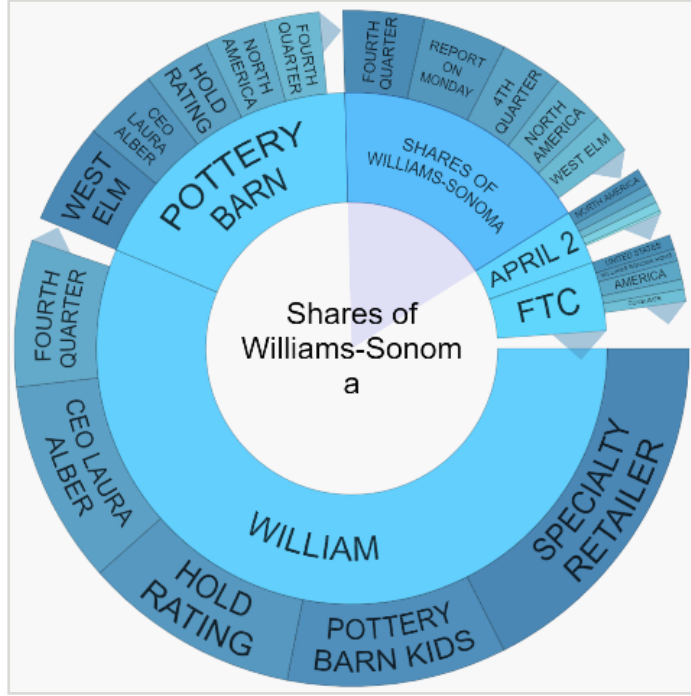 Shares of
Williams-Sonom
a
SHARES OF
WILLIAMS-SONOMA
FOURTH
QUARTER
REPORT
ON
MONDAY
4TH
QUARTER
NORTH
AMERICA
WEST ELM
APRIL 2
NORTH AMERICA
FTC
UNITED STATES
AMERICA
WILLIAM
SPECIALTY
RETAILER
POTTERY
BARN KIDS
HOLD
RATING
CEO LAURA
ALBER
FOURTH
QUARTER
POTTERY
BARN
WEST
ELM
CEO
LAURA
ALBER
HOLD
RATING
NORTH
AMERICA
FOURTH
QUARTER